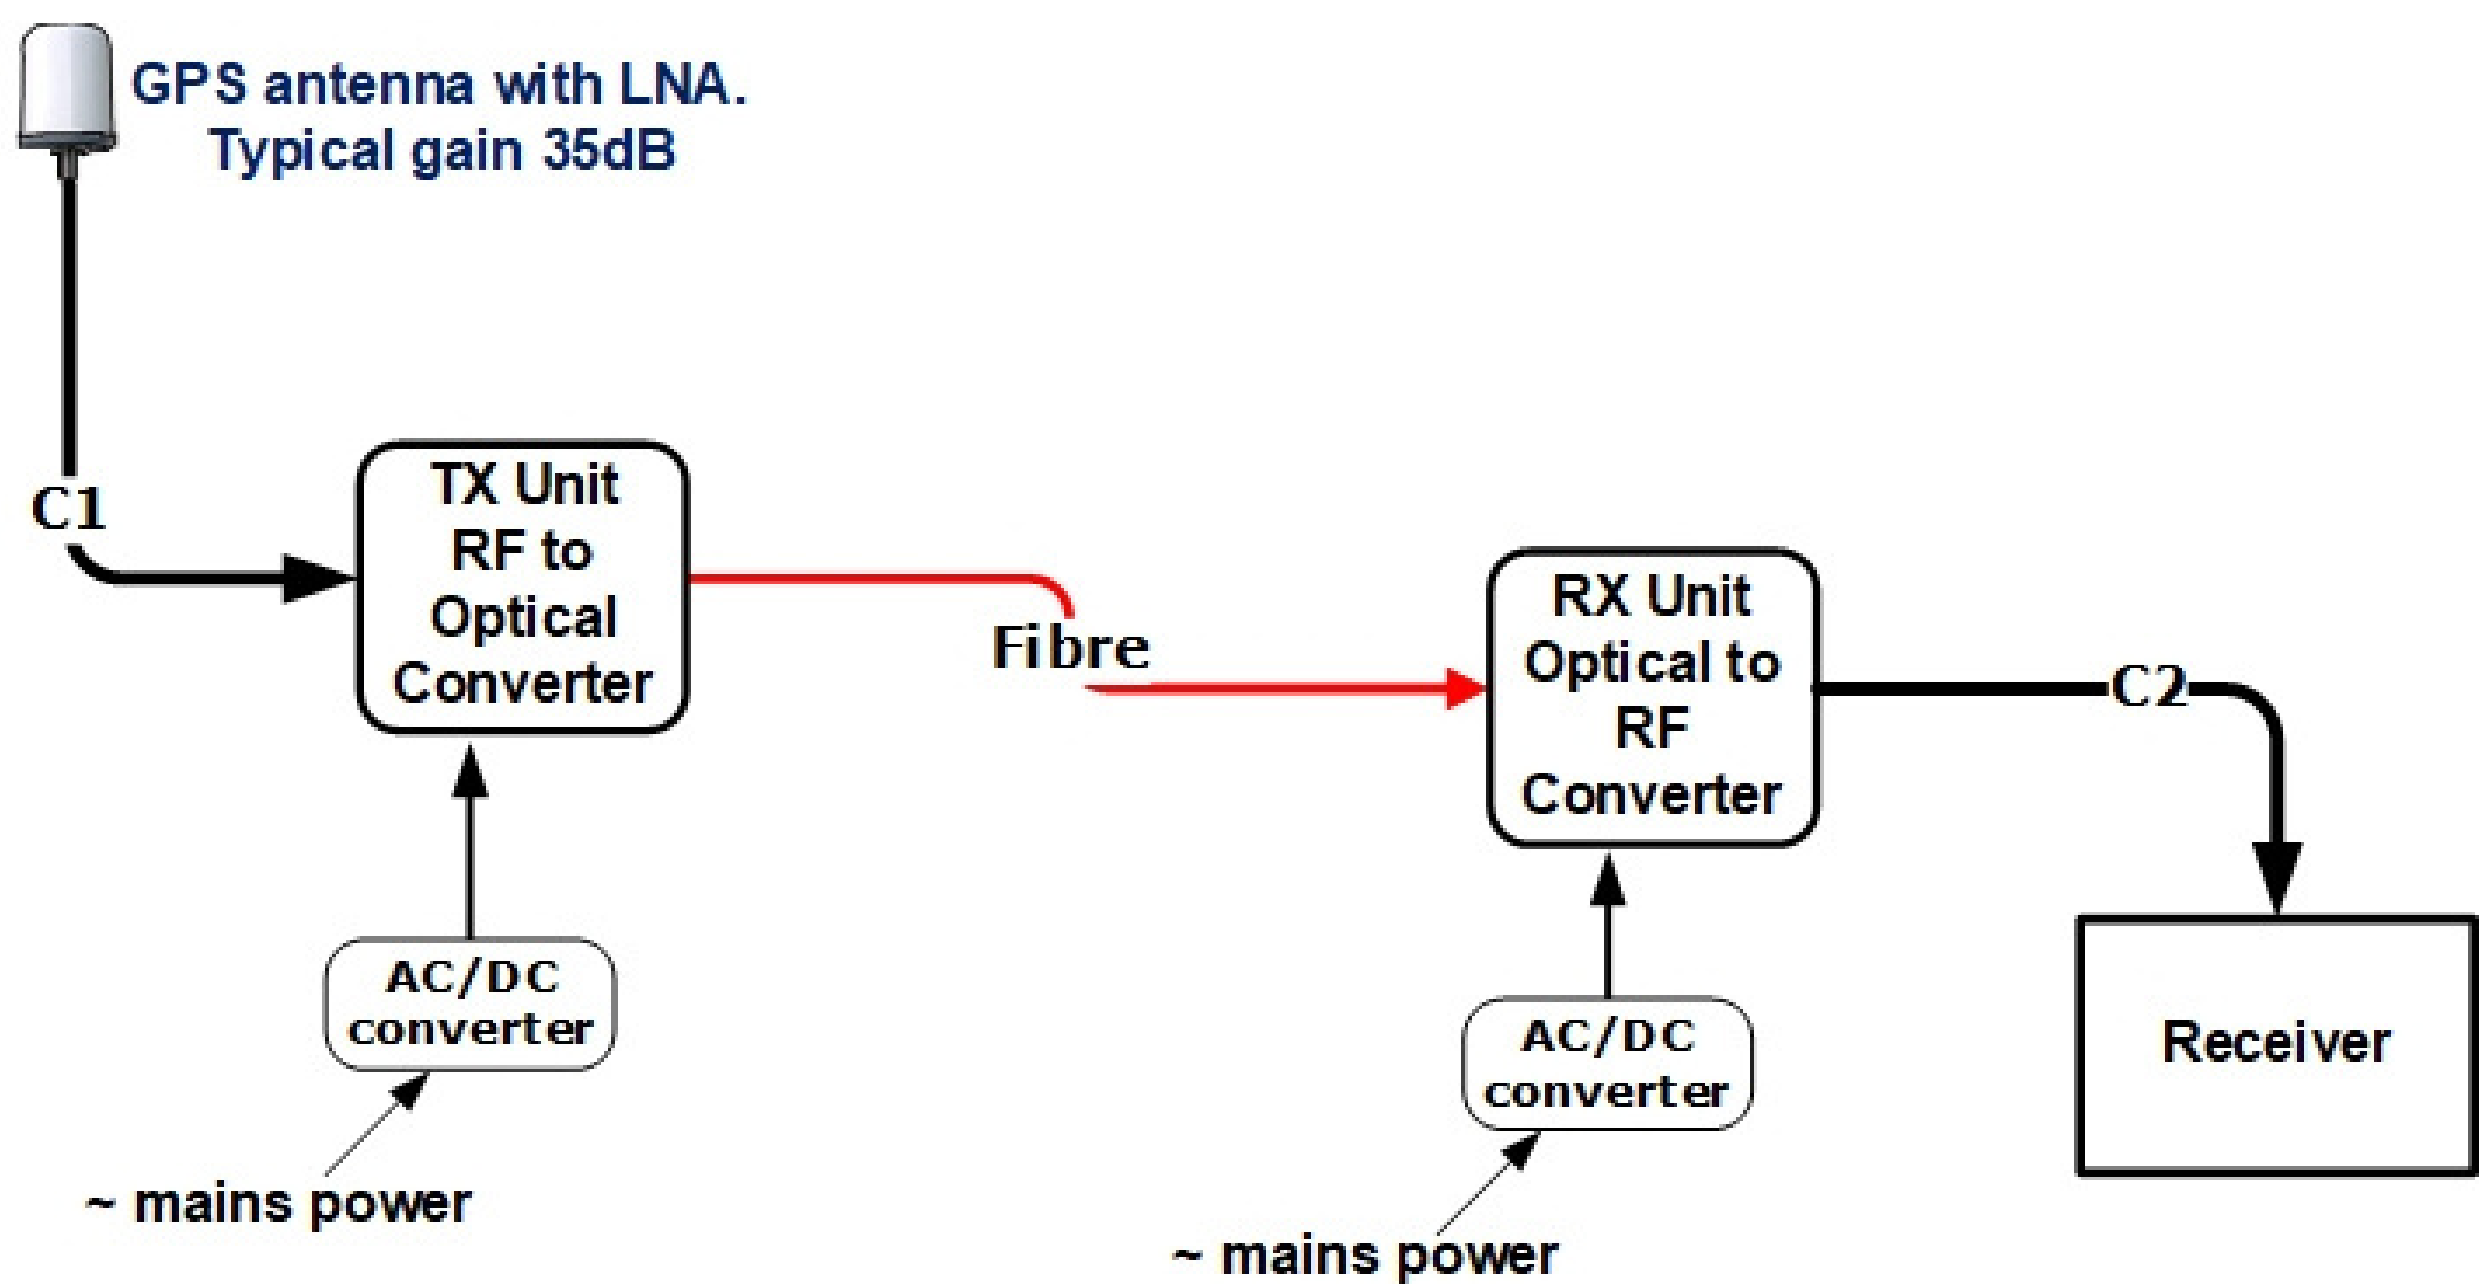 GPS antenna with LNA.
Typical gain 35dB
C1
TX Unit
RF to
Optical
Converter
Fibre
RX Unit
Optical to
RF
Converter
C2
AC/DC
converter
~ mains power
AC/DC
converter
~ mains power
Receiver